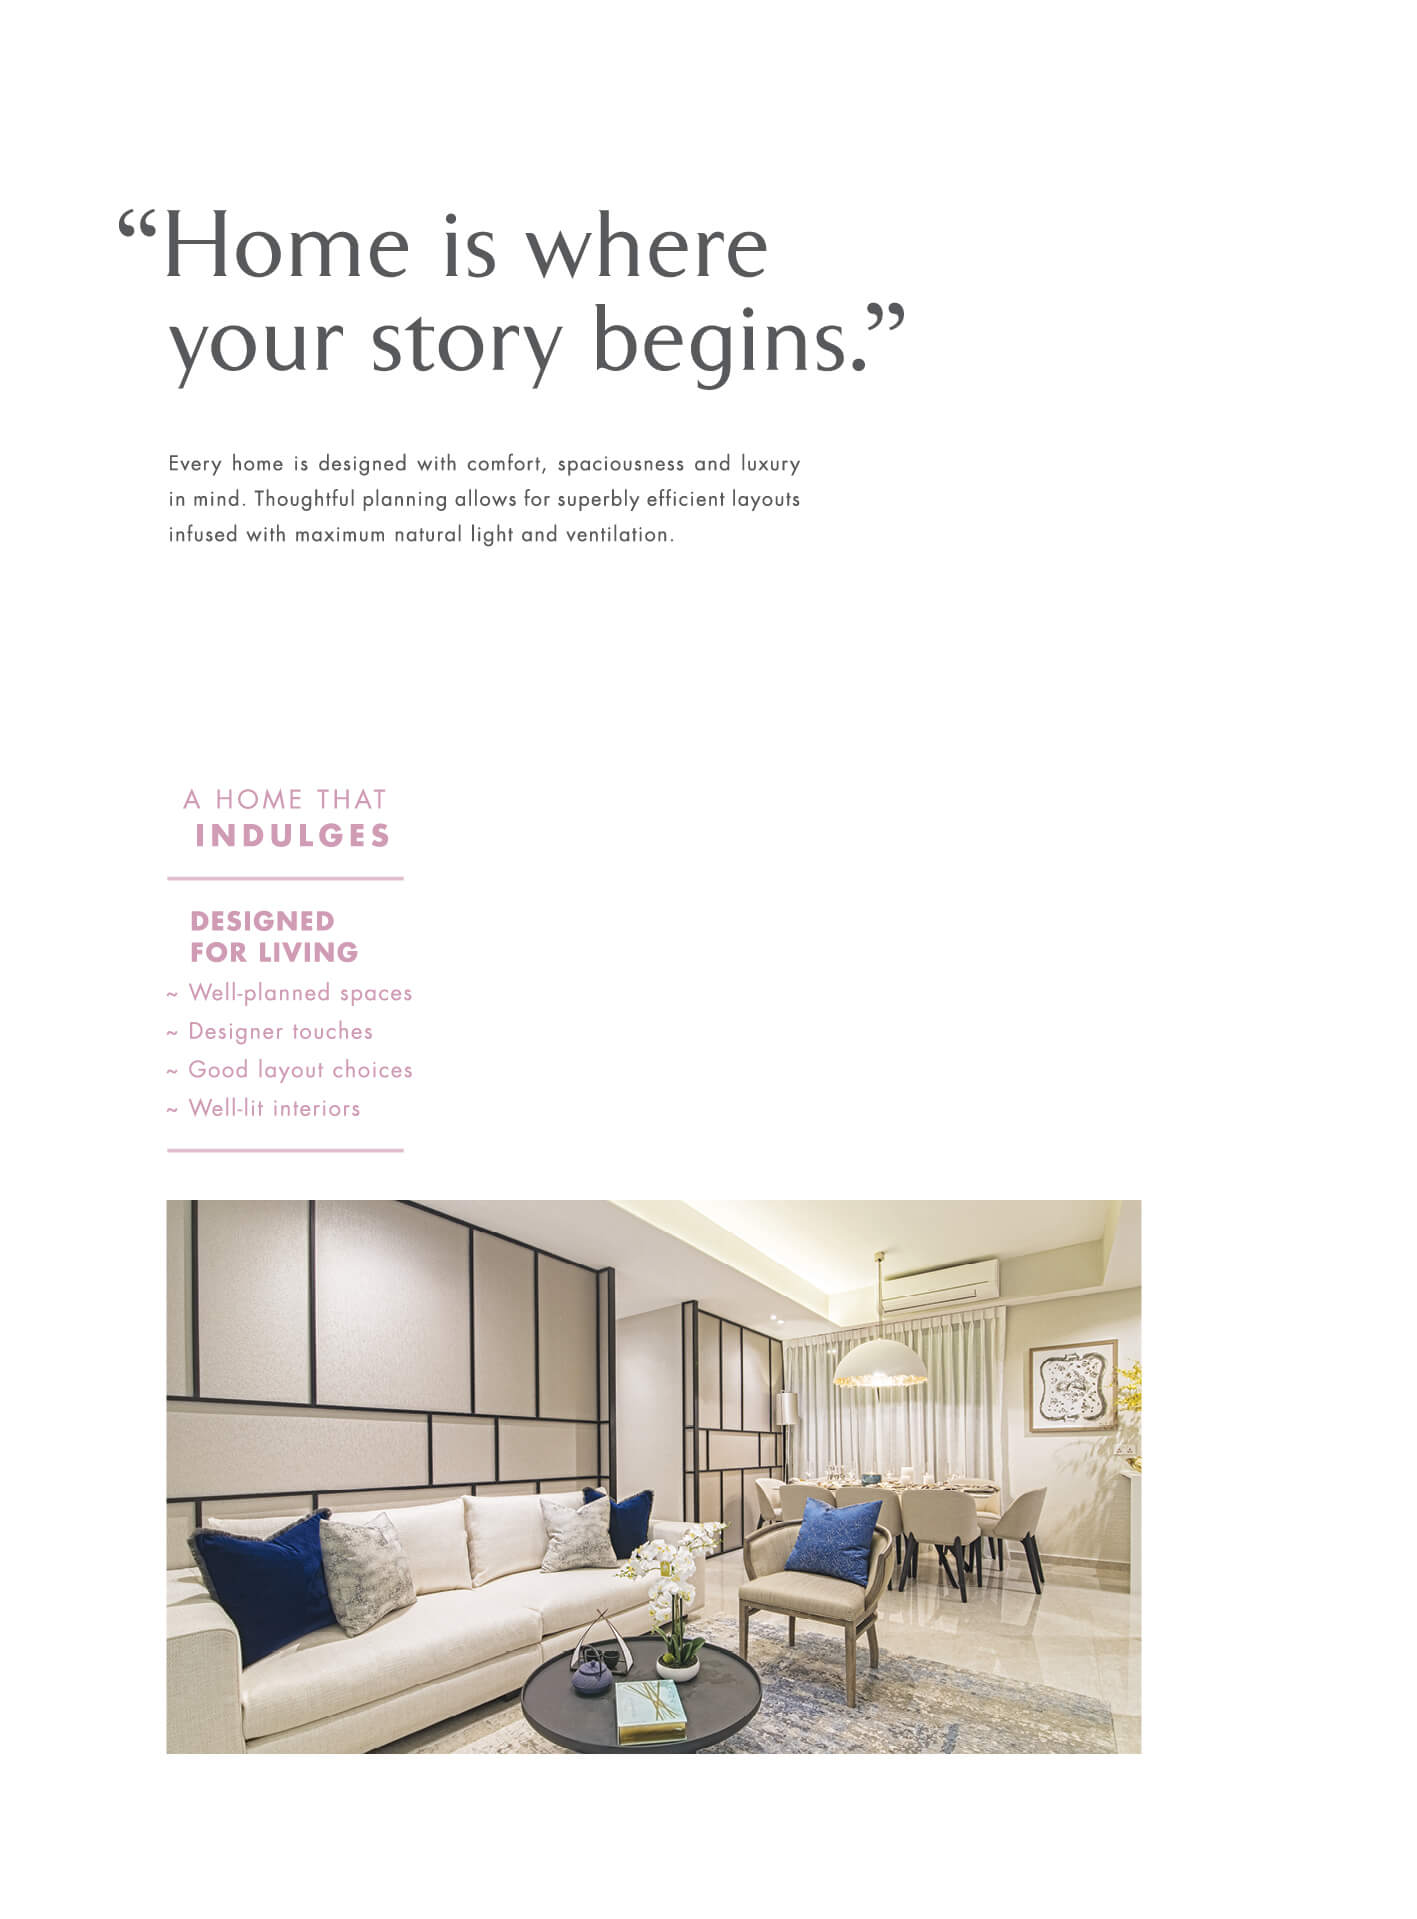 “Home is where
your story begins.”
Every home is designed with comfort, spaciousness and luxury
in mind. Thoughtful planning allows for superbly efficient layouts
infused with maximum natural light and ventilation.
A HOME THAT
INDULGES
DESIGNED
FOR LIVING
~ Well-planned spaces
~ Designer touches
~ Good layout choices
~ Well-lit interiors